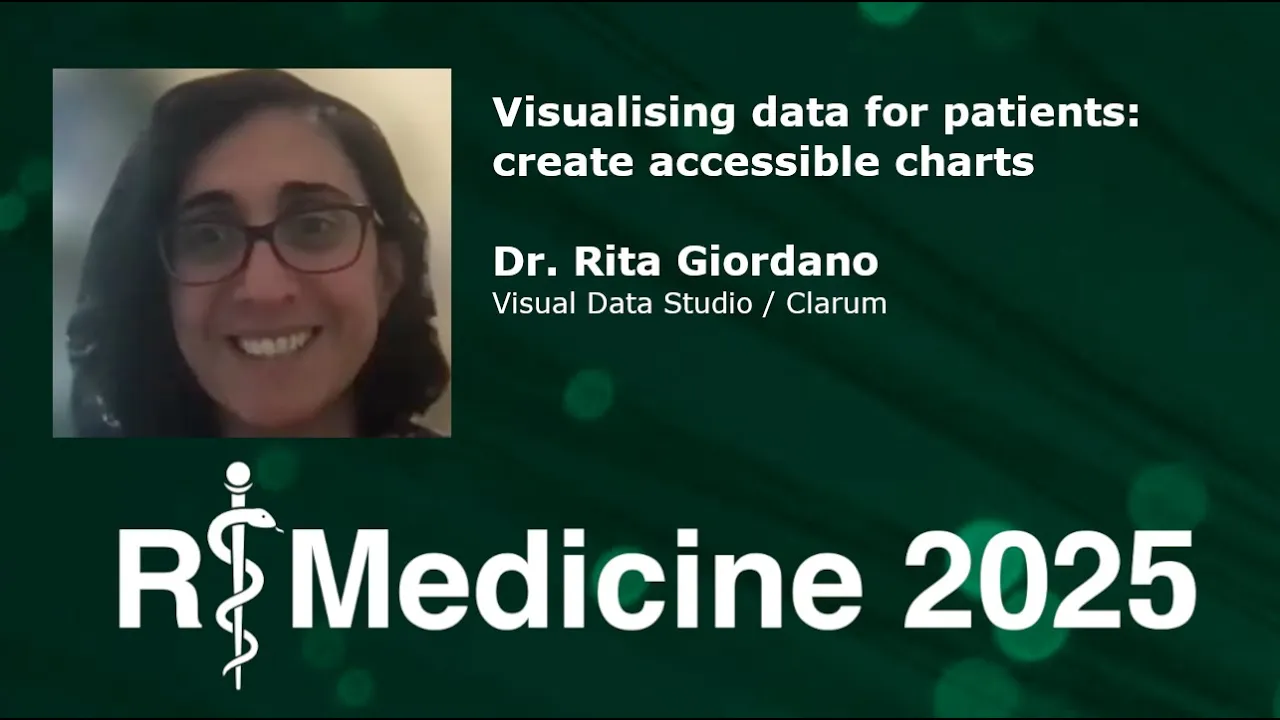 Visualising data for patients:
create accessible charts
Dr. Rita Giordano
Visual Data Studio / Clarum
R Medicine 2025